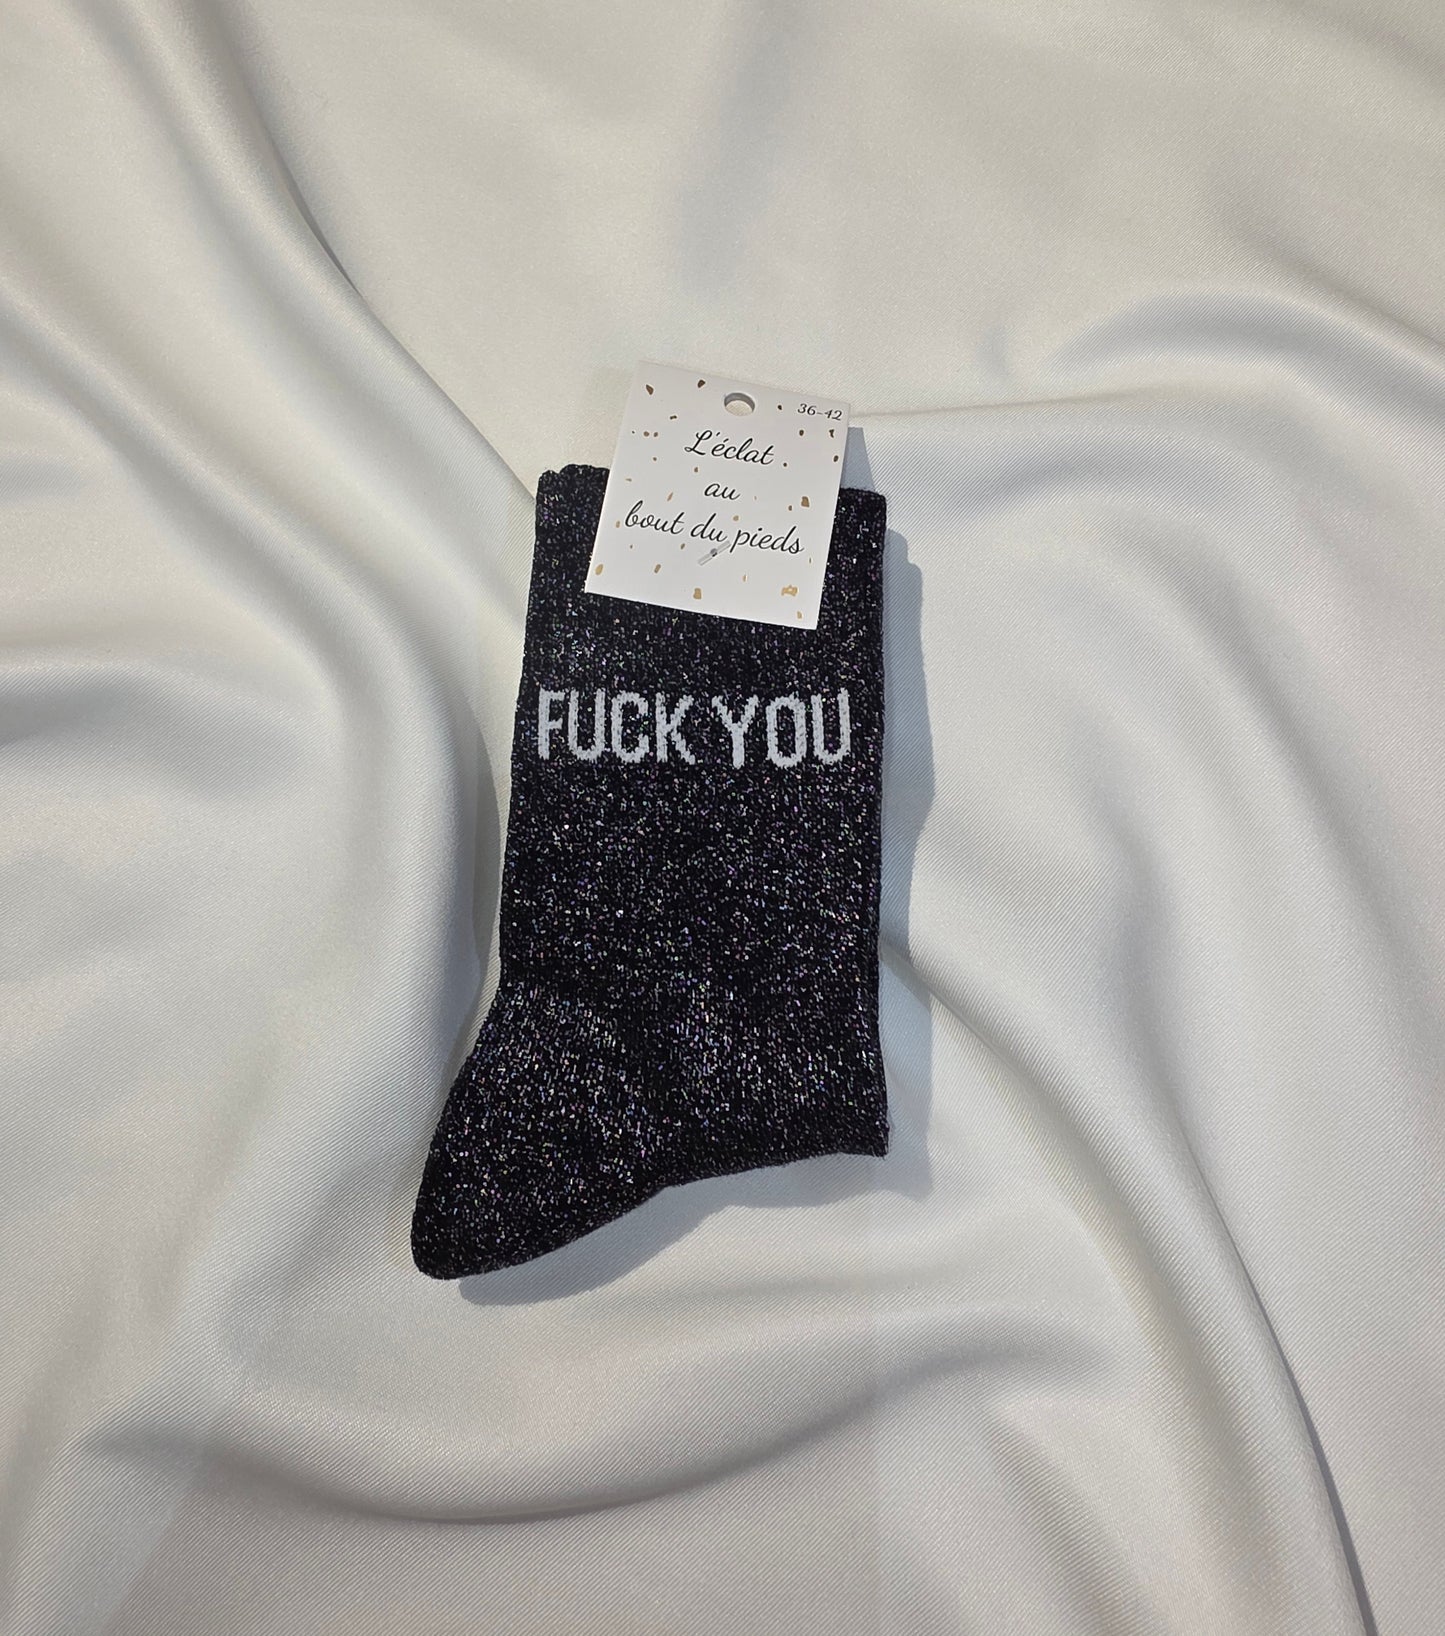 36-42
L'éclat
au
bout du pieds
FUCK YOU